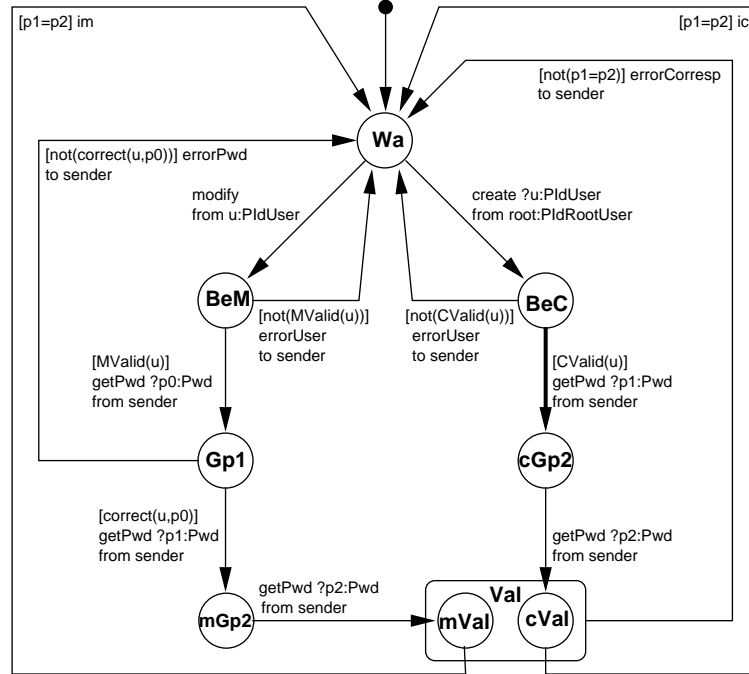 [p1=p2] im
[p1=p2] ic
[not(p1=p2)] errorCorresp
to sender
Wa
[not(correct(u,p0))] errorPwd
to sender
modify
from u:PIdUser
create ?u:PIdUser
from root:PIdRootUser
BeM
BeC
[not(MValid(u))]
errorUser
to sender
[not(CValid(u))]
errorUser
to sender
[MValid(u)]
getPwd ?p0:Pwd
from sender
[CValid(u)]
getPwd ?p1:Pwd
from sender
Gp1
cGp2
[correct(u,p0)]
getPwd ?p1:Pwd
from sender
getPwd ?p2:Pwd
from sender
getPwd ?p2:Pwd
from sender
Val
mGp2
mVal
cVal